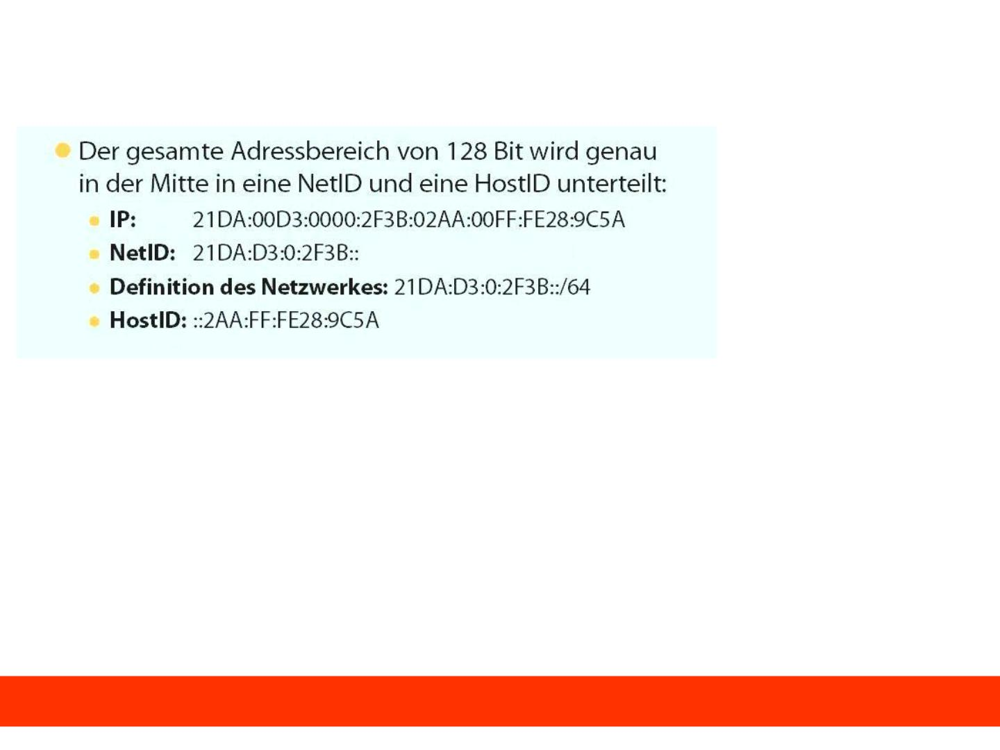 Der gesamte Adressbereich von 128 Bit wird genau
in der Mitte in eine NetID und eine HostID unterteilt:
IP: 21DA:00D3:0000:2F3B:02AA:00FF:FE28:9C5A
NetID: 21DA:D3:0:2F3B::
Definition des Netzwerkes: 21DA:D3:0:2F3B::/64
HostID: ::2AA:FF:FE28:9C5A